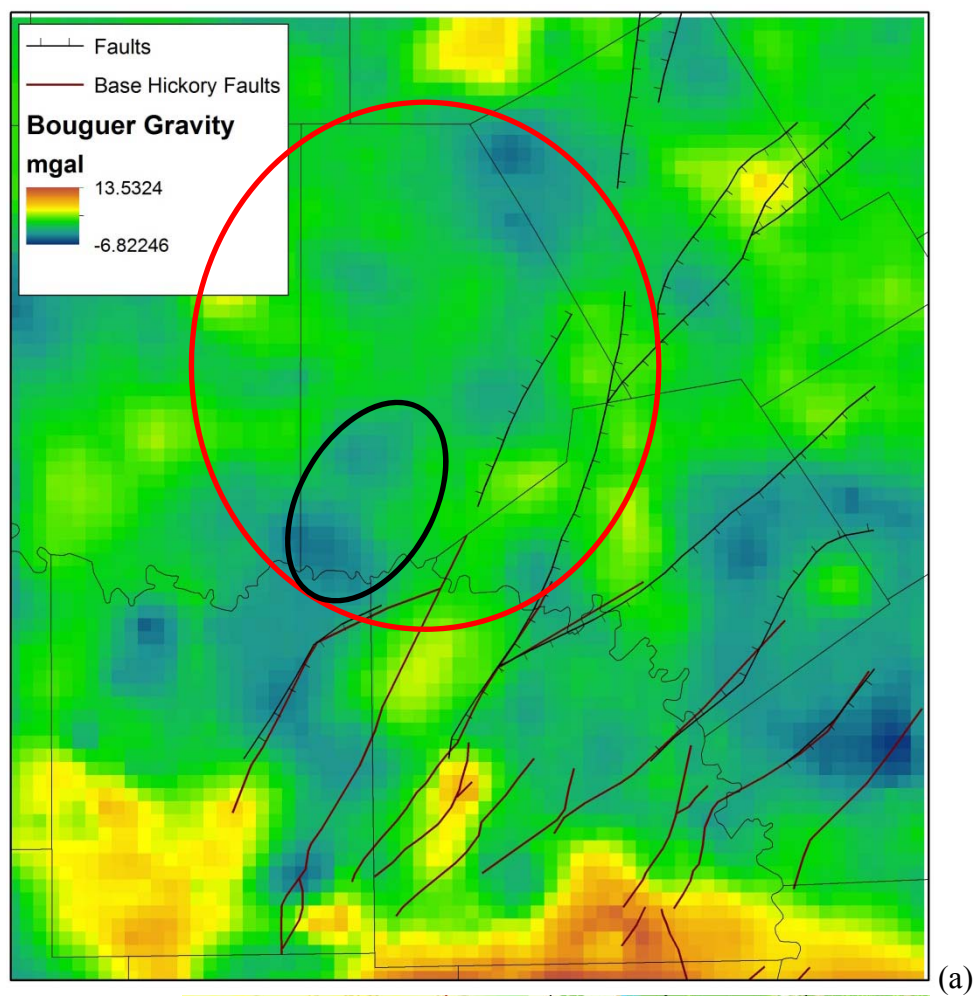 Faults
Base Hickory Faults
Bouguer Gravity
mgal
13.5324
-6.82246
(a)